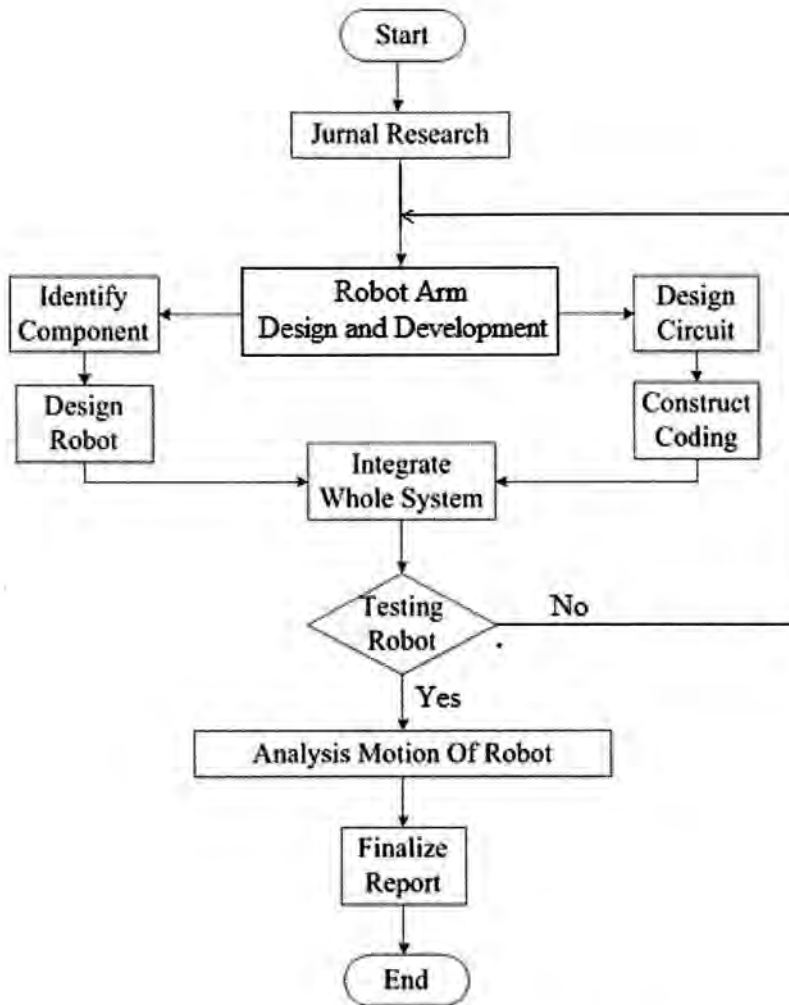 Start
Jurnal Research
Robot Arm
Design and Development
Identify
Component
Design
Circuit
Design
Robot
Construct
Coding
Integrate
Whole System
Testing
Robot
No
Yes
Analysis Motion Of Robot
Finalize
Report
End